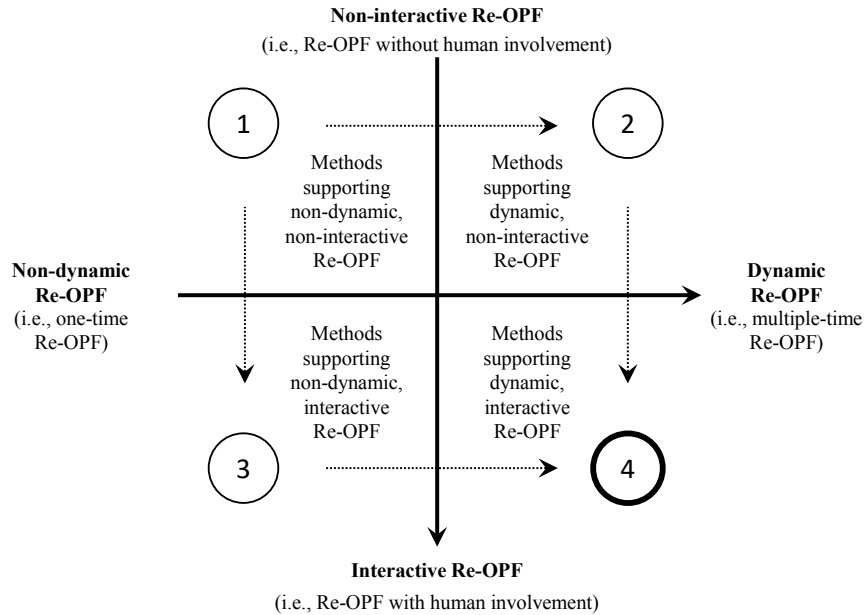 Non-interactive Re-OPF
(i.e., Re-OPF without human involvement)
1
2
Methods
supporting
non-dynamic,
non-interactive
Re-OPF
Methods
supporting
dynamic,
non-interactive
Re-OPF
Non-dynamic
Re-OPF
(i.e., one-time
Re-OPF)
Dynamic
Re-OPF
(i.e., multiple-time
Re-OPF)
Methods
supporting
non-dynamic,
interactive
Re-OPF
Methods
supporting
dynamic,
interactive
Re-OPF
3
4
Interactive Re-OPF
(i.e., Re-OPF with human involvement)